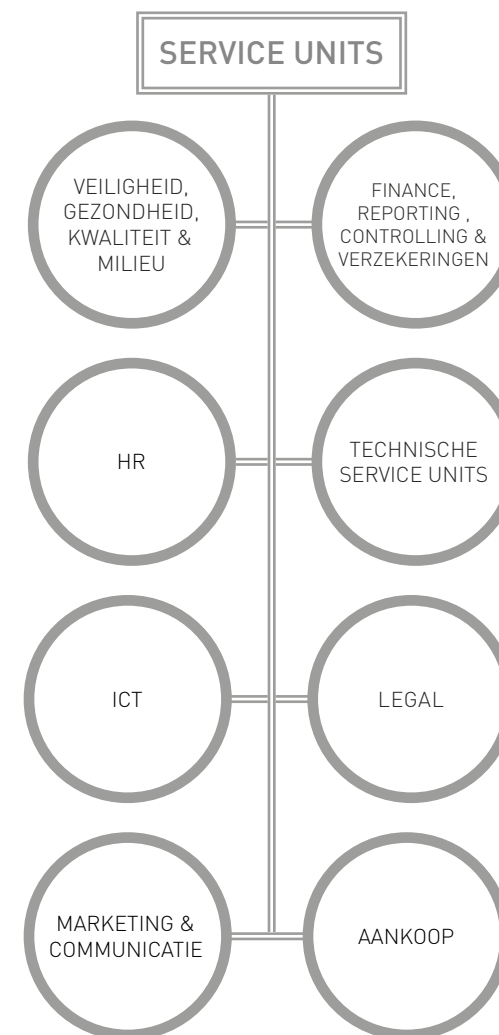 SERVICE UNITS
VEILIGHEID,
GEZONDHEID,
KWALITEIT &
MILIEU
FINANCE,
REPORTING ,
CONTROLLING &
VERZEKERINGEN
HR
TECHNISCHE
SERVICE UNITS
ICT
LEGAL
MARKETING &
COMMUNICATIE
AANKOOP